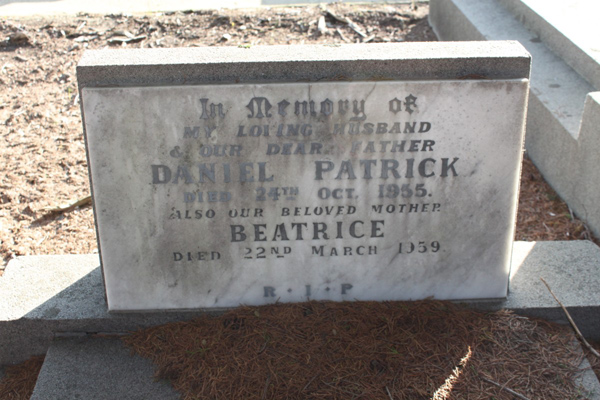 In Memory of
MY LOVING HUSBAND
& OUR DEAR FATHER
DANIEL PATRICK
DIED 24TH OCT. 1955.
ALSO OUR BELOVED MOTHER
BEATRICE
DIED 22ND MARCH 1959.
R·I·P